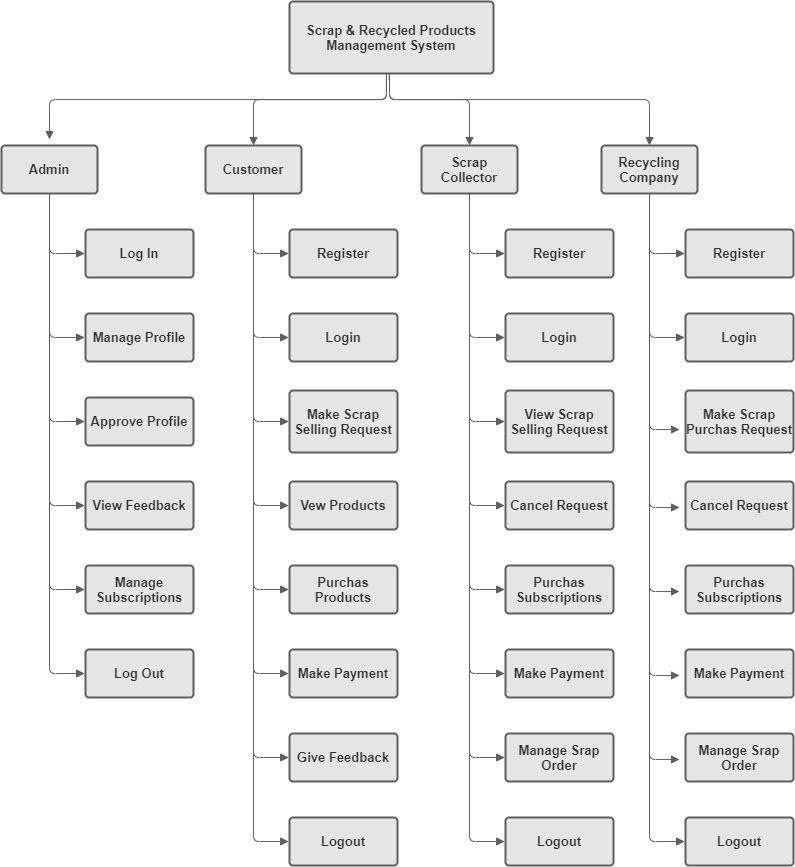 Scrap & Recycled Products
Management System
Admin
Customer
Scrap
Collector
Recycling
Company
Log In
Register
Register
Register
Manage Profile
Login
Login
Login
Approve Profile
Make Scrap
Selling Request
View Scrap
Selling Request
Make Scrap
Purchas Request
View Feedback
Vew Products
Cancel Request
Cancel Request
Manage
Subscriptions
Purchas
Products
Purchas
Subscriptions
Purchas
Subscriptions
Log Out
Make Payment
Make Payment
Make Payment
Give Feedback
Manage Srap
Order
Manage Srap
Order
Logout
Logout
Logout